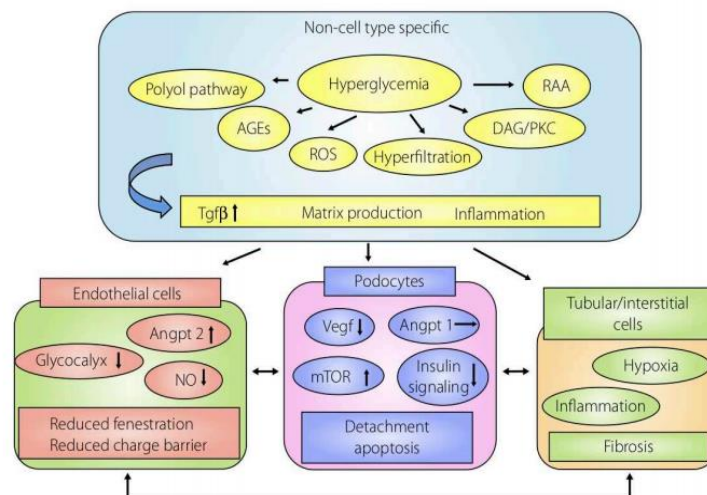 Non-cell type specific
Hyperglycemia
Polyol pathway
RAA
AGEs
DAG/PKC
ROS
Hyperfiltration
Tgfβ↑
Matrix production
Inflammation
Endothelial cells
Angpt 2↑
Glycocalyx ↓
NO↓
Reduced fenestration
Reduced charge barrier
Podocytes
Vegf↓
Angpt 1→
mTOR ↑
Insulin
signaling↓
Detachment
apoptosis
Tubular/interstitial
cells
Hypoxia
Inflammation
Fibrosis